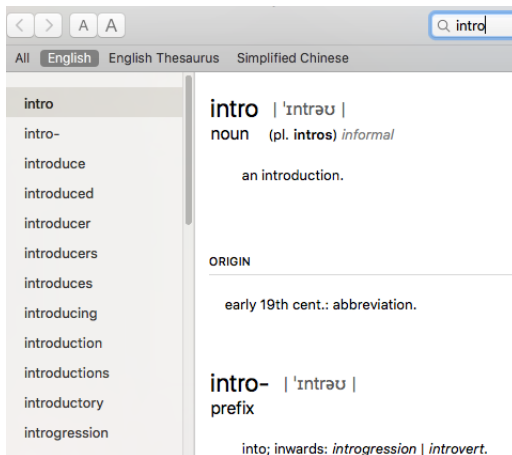 A A
intro
All English English Thesaurus Simplified Chinese
intro
intro-
introduce
introduced
introducer
introducers
introduces
introducing
introduction
introductions
introductory
introgression
intro | ˈɪntrəʊ |
noun (pl. intros) informal
an introduction.
ORIGIN
early 19th cent.: abbreviation.
intro- | ˈɪntrəʊ |
prefix
into; inwards: introgression | introvert.